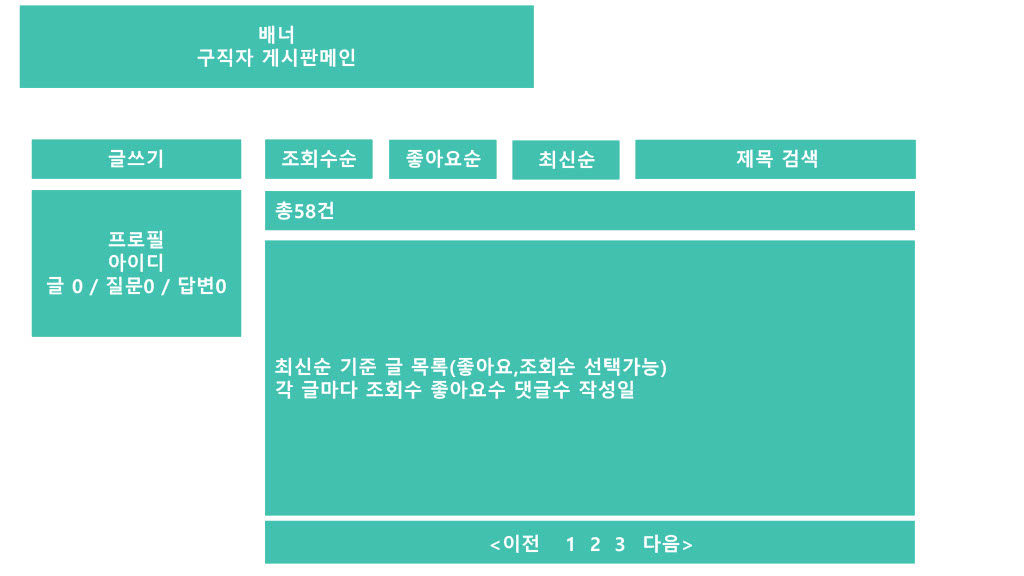 배너
구직자 게시판메인
글쓰기
조회수순
좋아요순
최신순
제목 검색
프로필
아이디
글 0 / 질문0 / 답변0
총58건
최신순 기준 글 목록(좋아요,조회순 선택가능)
각 글마다 조회수 좋아요수 댓글수 작성일
<이전 1 2 3 다음>